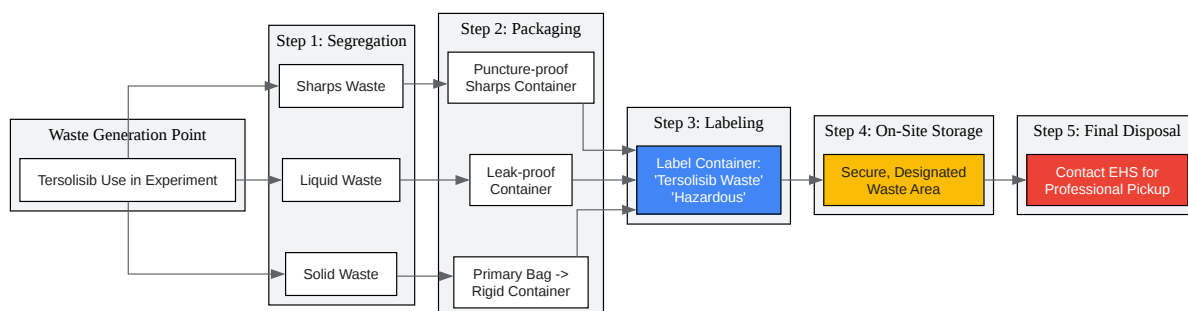 Waste Generation Point
Tersolisib Use in Experiment
Step 1: Segregation
Sharps Waste
Liquid Waste
Solid Waste
Step 2: Packaging
Puncture-proof
Sharps Container
Leak-proof
Container
Primary Bag ->
Rigid Container
Step 3: Labeling
Label Container:
'Tersolisib Waste'
'Hazardous'
Step 4: On-Site Storage
Secure, Designated
Waste Area
Step 5: Final Disposal
Contact EHS for
Professional Pickup